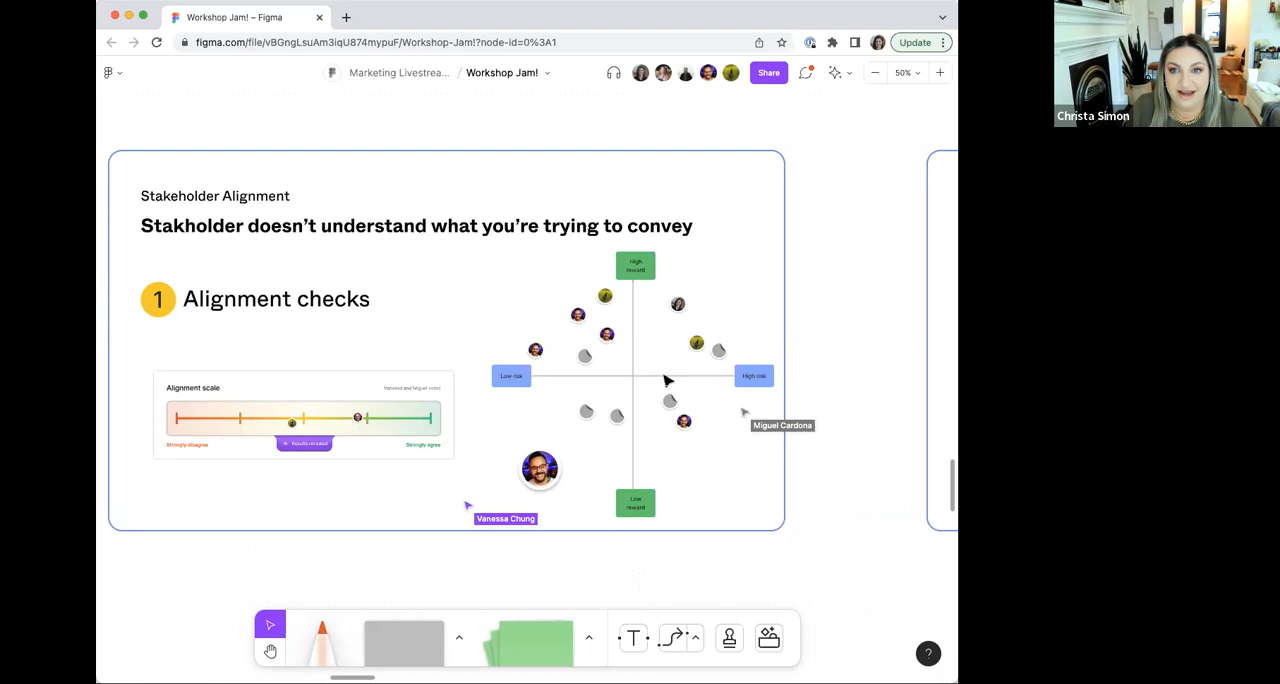 Workshop Jam! – Figma
figma.com/file/vBGngLsuAm3iqU874mypuF/Workshop-Jam!?node-id=0%3A1
Update
Marketing Livestrea... / Workshop Jam!
Share
50%
Christa Simon
Stakeholder Alignment
Stakholder doesn't understand what you're trying to convey
1 Alignment checks
High
reward
Low risk
High risk
Low
reward
Alignment scale
Vanessa and Miguel voted
Results revealed
Strongly disagree
Strongly agree
Miguel Cardona
Vanessa Chung
T
?